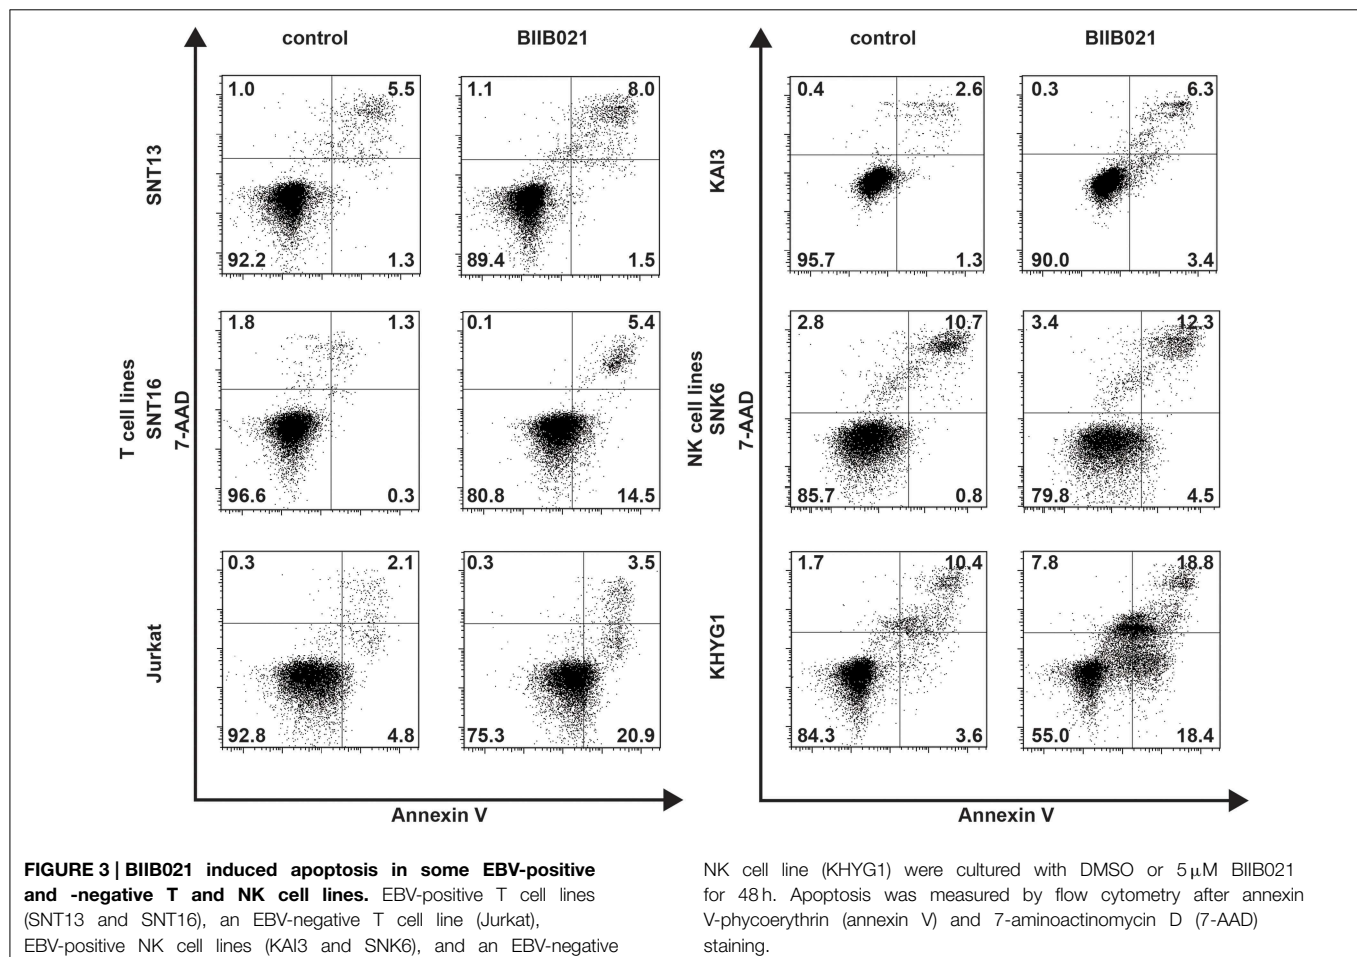 control
BIIB021
control
BIIB021
SNT13
1.0
5.5
92.2
1.3
1.1
8.0
89.4
1.5
KAI3
0.4
2.6
95.7
1.3
0.3
6.3
90.0
3.4
T cell lines
SNT16
7-AAD
1.8
1.3
96.6
0.3
0.1
5.4
80.8
14.5
NK cell lines
SNK6
7-AAD
2.8
10.7
85.7
0.8
3.4
12.3
79.8
4.5
Jurkat
0.3
2.1
92.8
4.8
0.3
3.5
75.3
20.9
KHYG1
1.7
10.4
84.3
3.6
7.8
18.8
55.0
18.4
Annexin V
Annexin V
FIGURE 3 | BIIB021 induced apoptosis in some EBV-positive
and -negative T and NK cell lines. EBV-positive T cell lines
(SNT13 and SNT16), an EBV-negative T cell line (Jurkat),
EBV-positive NK cell lines (KAI3 and SNK6), and an EBV-negative
NK cell line (KHYG1) were cultured with DMSO or 5 μM BIIB021
for 48 h. Apoptosis was measured by flow cytometry after annexin
V-phycoerythrin (annexin V) and 7-aminoactinomycin D (7-AAD)
staining.